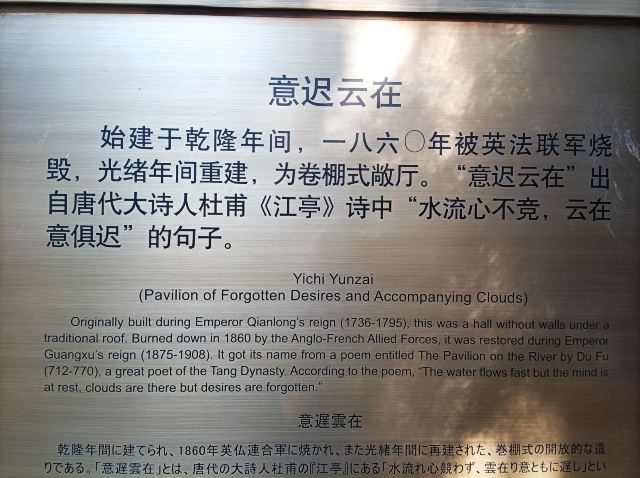 意迟云在
始建于乾隆年间，一八六〇年被英法联军烧
毁，光绪年间重建，为卷棚式敞厅。“意迟云在”出
自唐代大诗人杜甫《江亭》诗中“水流心不竞，云在
意俱迟”的句子。
Yichi Yunzai
(Pavilion of Forgotten Desires and Accompanying Clouds)
Originally built during Emperor Qianlong's reign (1736-1795), this was a hall without walls under a
traditional roof. Burned down in 1860 by the Anglo-French Allied Forces, it was restored during Emperor
Guangxu's reign (1875-1908). It got its name from a poem entitled The Pavilion on the River by Du Fu
(712-770), a great poet of the Tang Dynasty. According to the poem, “The water flows fast but the mind is
at rest, clouds are there but desires are forgotten.”
意遅雲在
乾隆年間に建てられ、1860年英仏連合軍に焼かれ、また光緒年間に再建された、巻棚式の開放的な造
りである。「意遅雲在」とは、唐代の大詩人杜甫の『江亭』にある「水流れ心競わず、雲在り意ともに遅し」とい